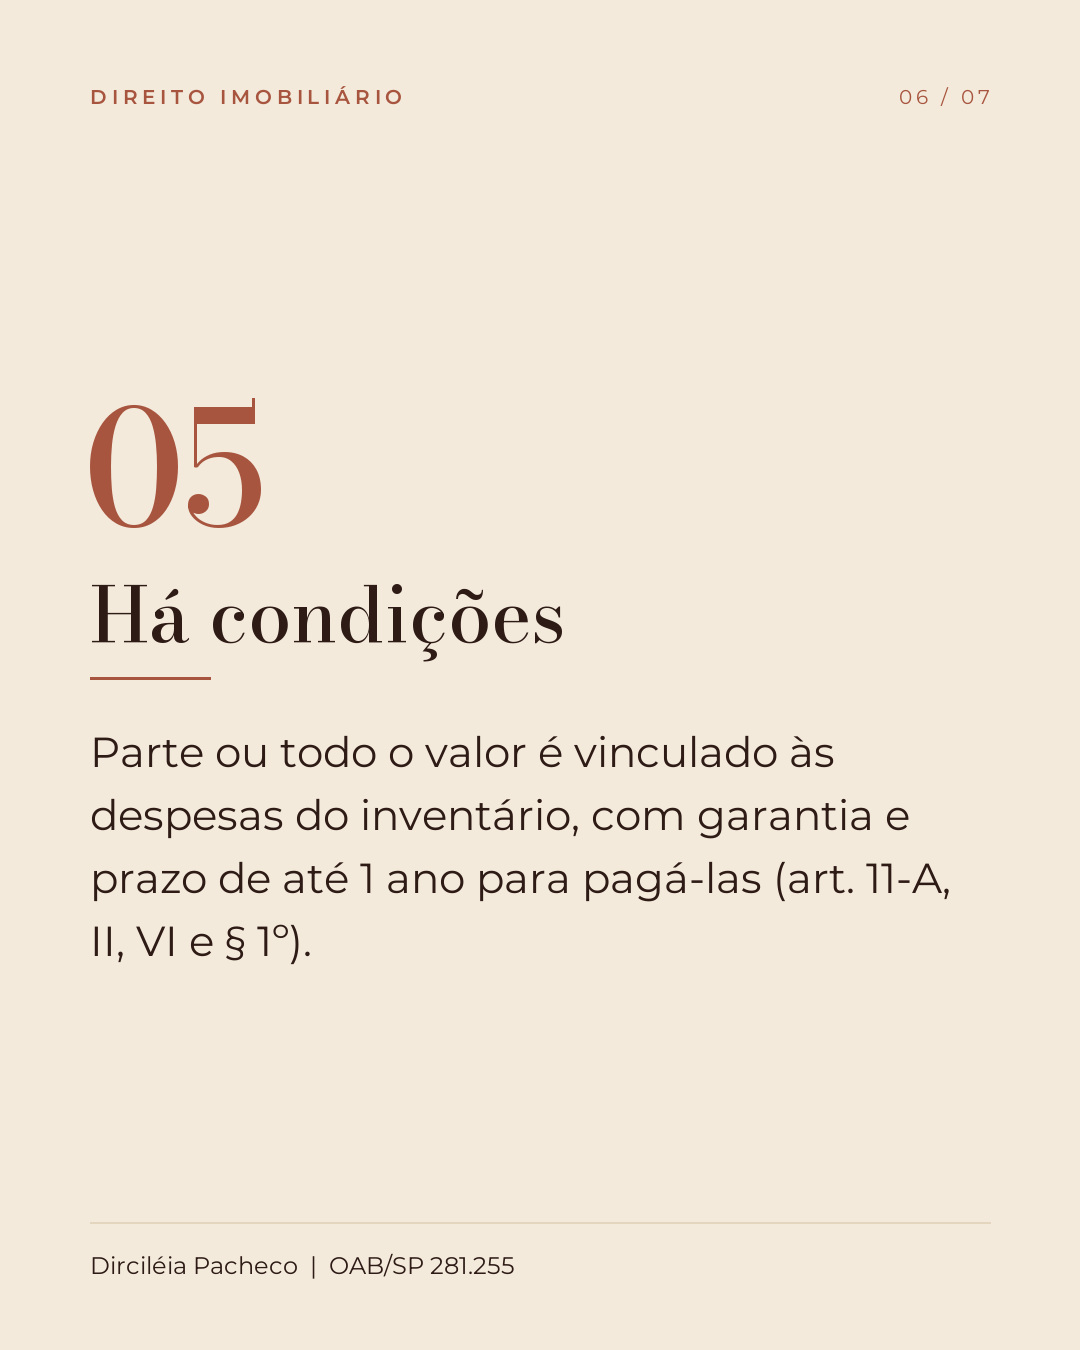 DIREITO IMOBILIÁRIO
06 / 07
05
Há condições
Parte ou todo o valor é vinculado às
despesas do inventário, com garantia e
prazo de até 1 ano para pagá-las (art. 11-A,
II, VI e § 1º).
Dirciléia Pacheco | OAB/SP 281.255